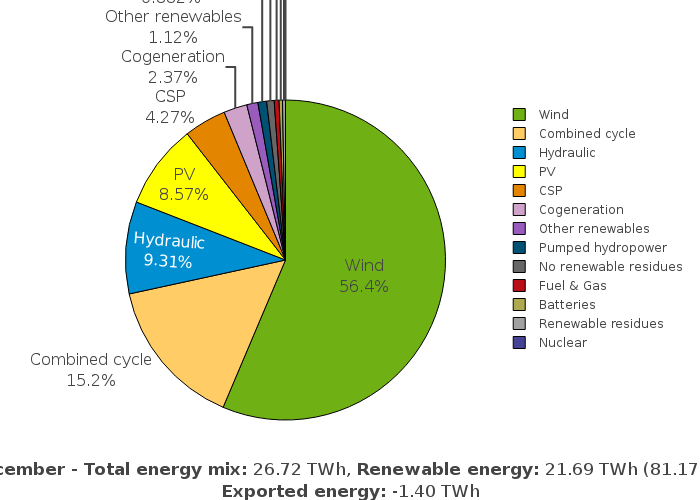 Other renewables
1.12%
Cogeneration
2.37%
CSP
4.27%
PV
8.57%
Hydraulic
9.31%
Wind
56.4%
Combined cycle
15.2%
Wind
Combined cycle
Hydraulic
PV
CSP
Cogeneration
Other renewables
Pumped hydropower
No renewable residues
Fuel & Gas
Batteries
Renewable residues
Nuclear
- Total energy mix: 26.72 TWh, Renewable energy: 21.69 TWh (81.17
Exported energy: -1.40 TWh